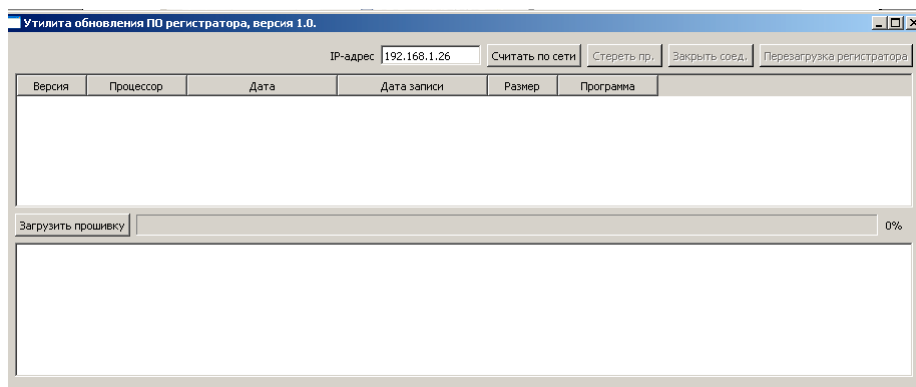 Утилита обновления ПО регистратора, версия 1.0.
IP-адрес 192.168.1.26 Считать по сети Стереть пр. Закрыть соед. Перезагрузка регистратора
Версия Процессор Дата Дата записи Размер Программа
Загрузить прошивку 0%